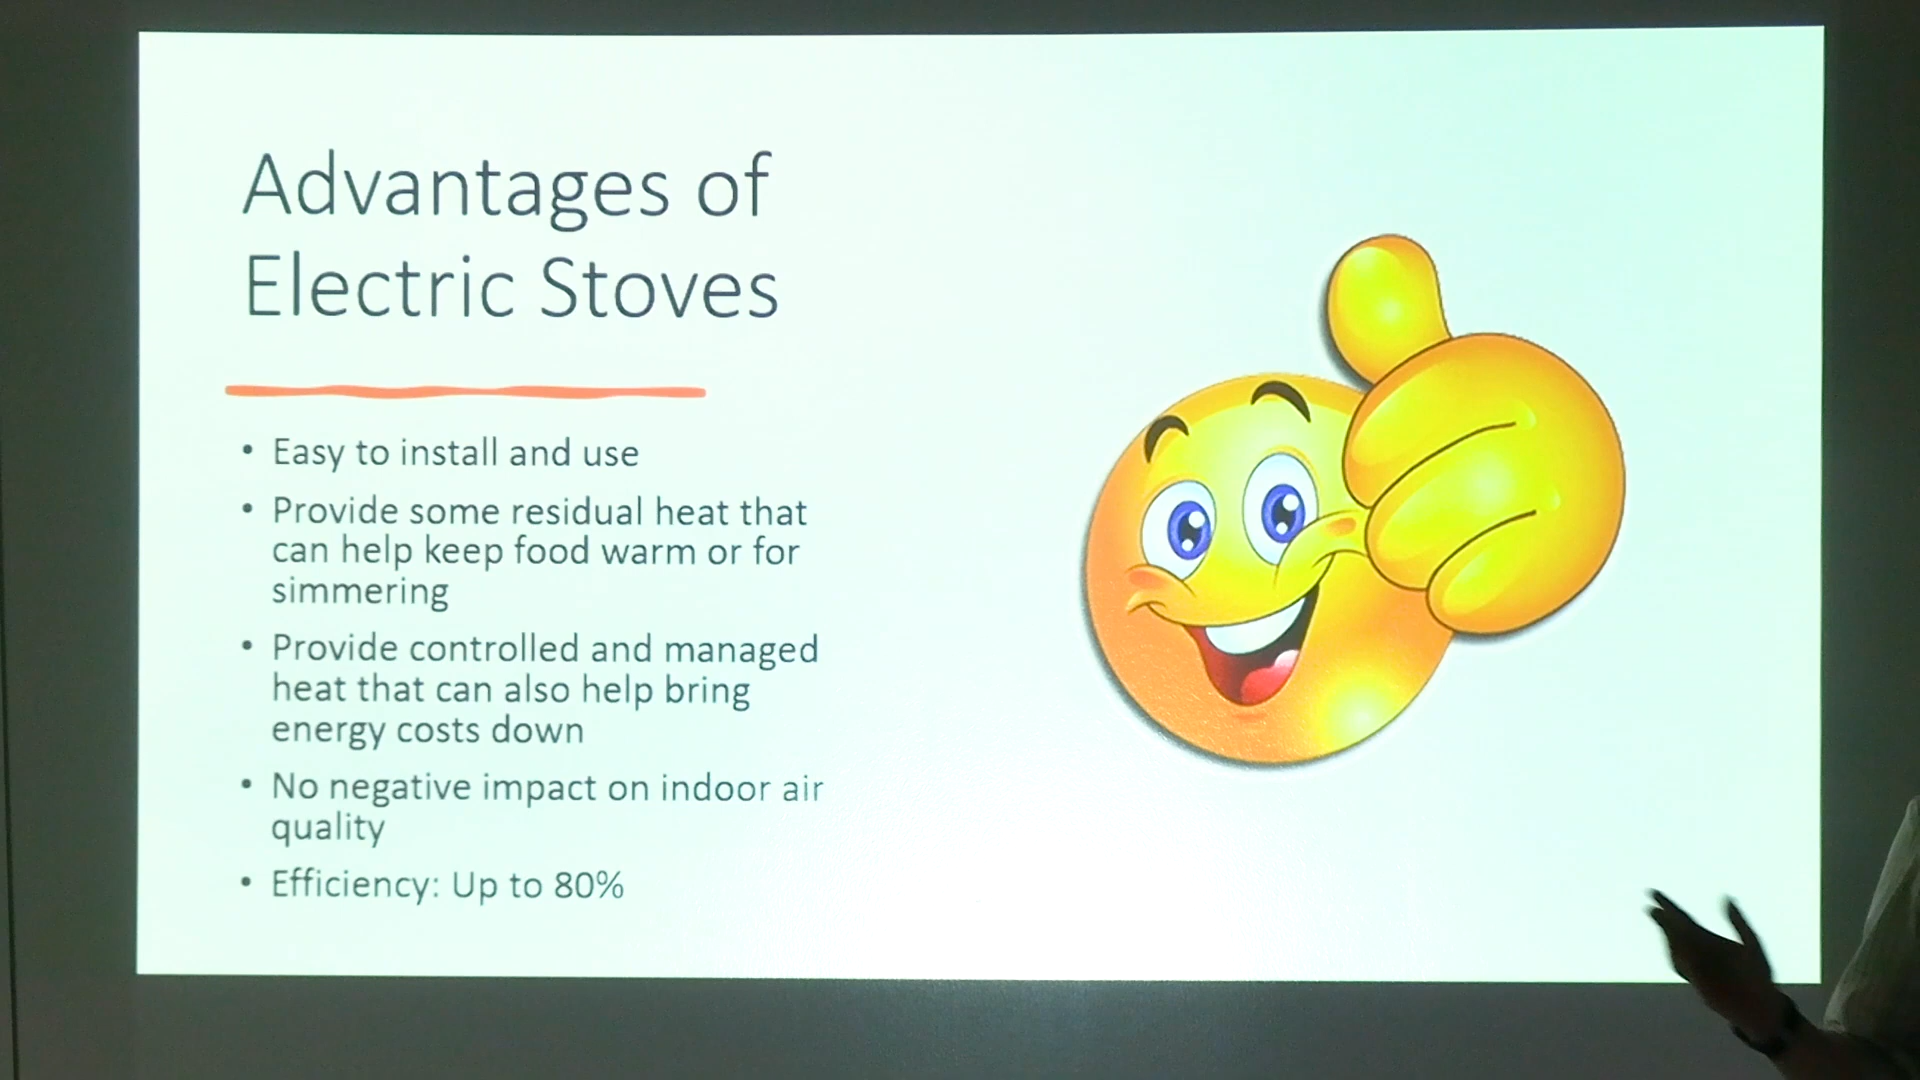 Advantages of
Electric Stoves
• Easy to install and use
• Provide some residual heat that
can help keep food warm or for
simmering
• Provide controlled and managed
heat that can also help bring
energy costs down
• No negative impact on indoor air
quality
• Efficiency: Up to 80%